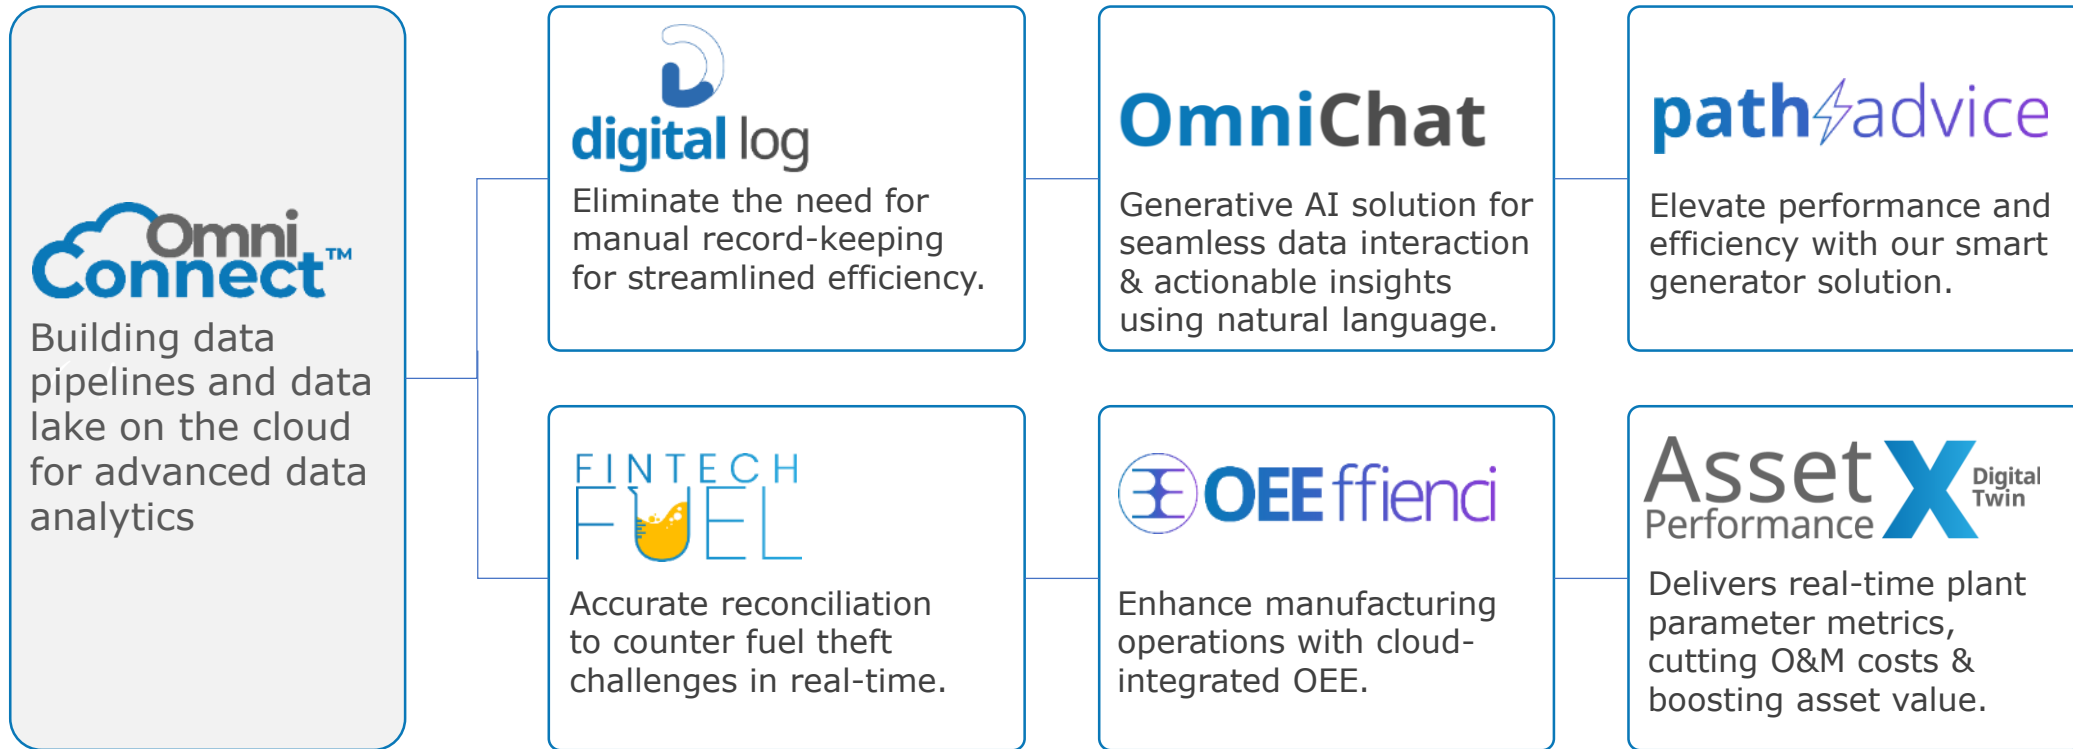 Omni
Connect™
Building data
pipelines and data
lake on the cloud
for advanced data
analytics
digital log
Eliminate the need for
manual record-keeping
for streamlined efficiency.
OmniChat
Generative AI solution for
seamless data interaction
& actionable insights
using natural language.
path advice
Elevate performance and
efficiency with our smart
generator solution.
FINTECH
FUEL
Accurate reconciliation
to counter fuel theft
challenges in real-time.
OEEffienci
Enhance manufacturing
operations with cloud-
integrated OEE.
Asset X Digital
Performance Twin
Delivers real-time plant
parameter metrics,
cutting O&M costs &
boosting asset value.